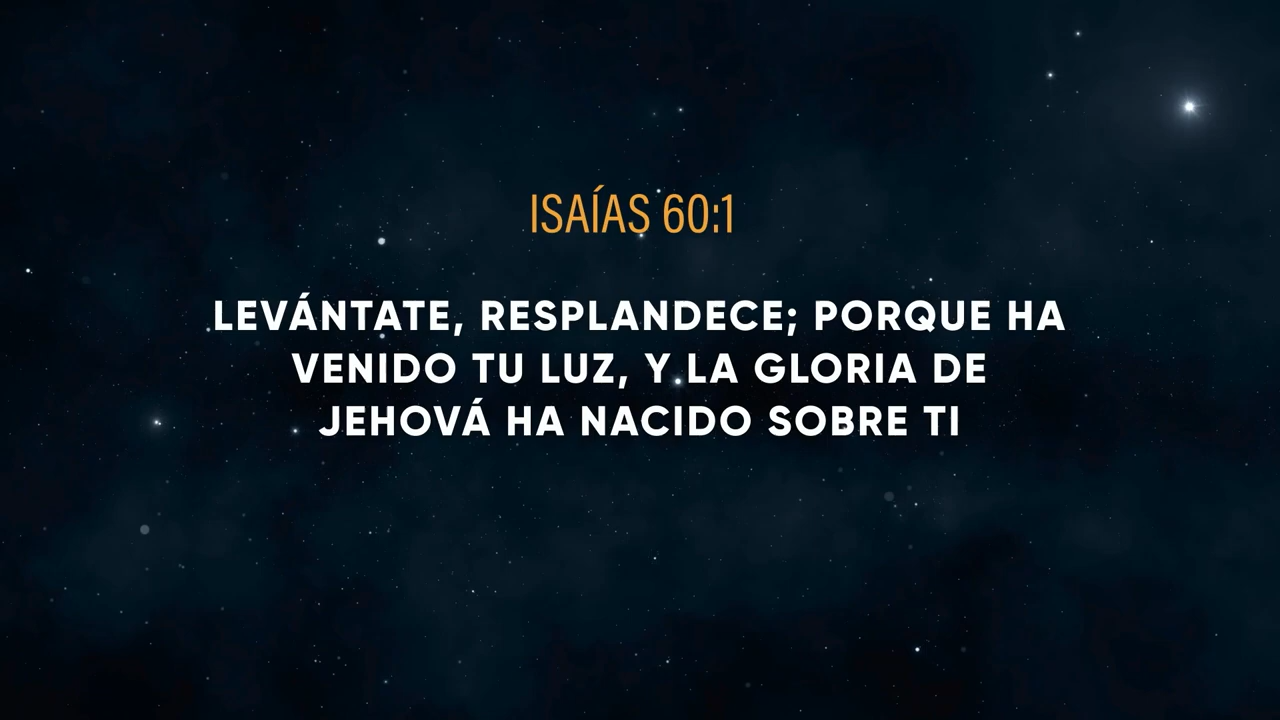 ISAÍAS 60:1
LEVÁNTATE, RESPLANDECE; PORQUE HA
VENIDO TU LUZ, Y LA GLORIA DE
JEHOVÁ HA NACIDO SOBRE TI